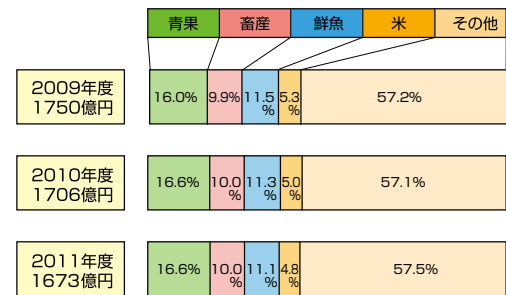 青果 畜産 鮮魚 米 その他
2009年度
1750億円
16.0% 9.9% 11.5% 5.3% 57.2%
2010年度
1706億円
16.6% 10.0% 11.3% 5.0% 57.1%
2011年度
1673億円
16.6% 10.0% 11.1% 4.8% 57.5%